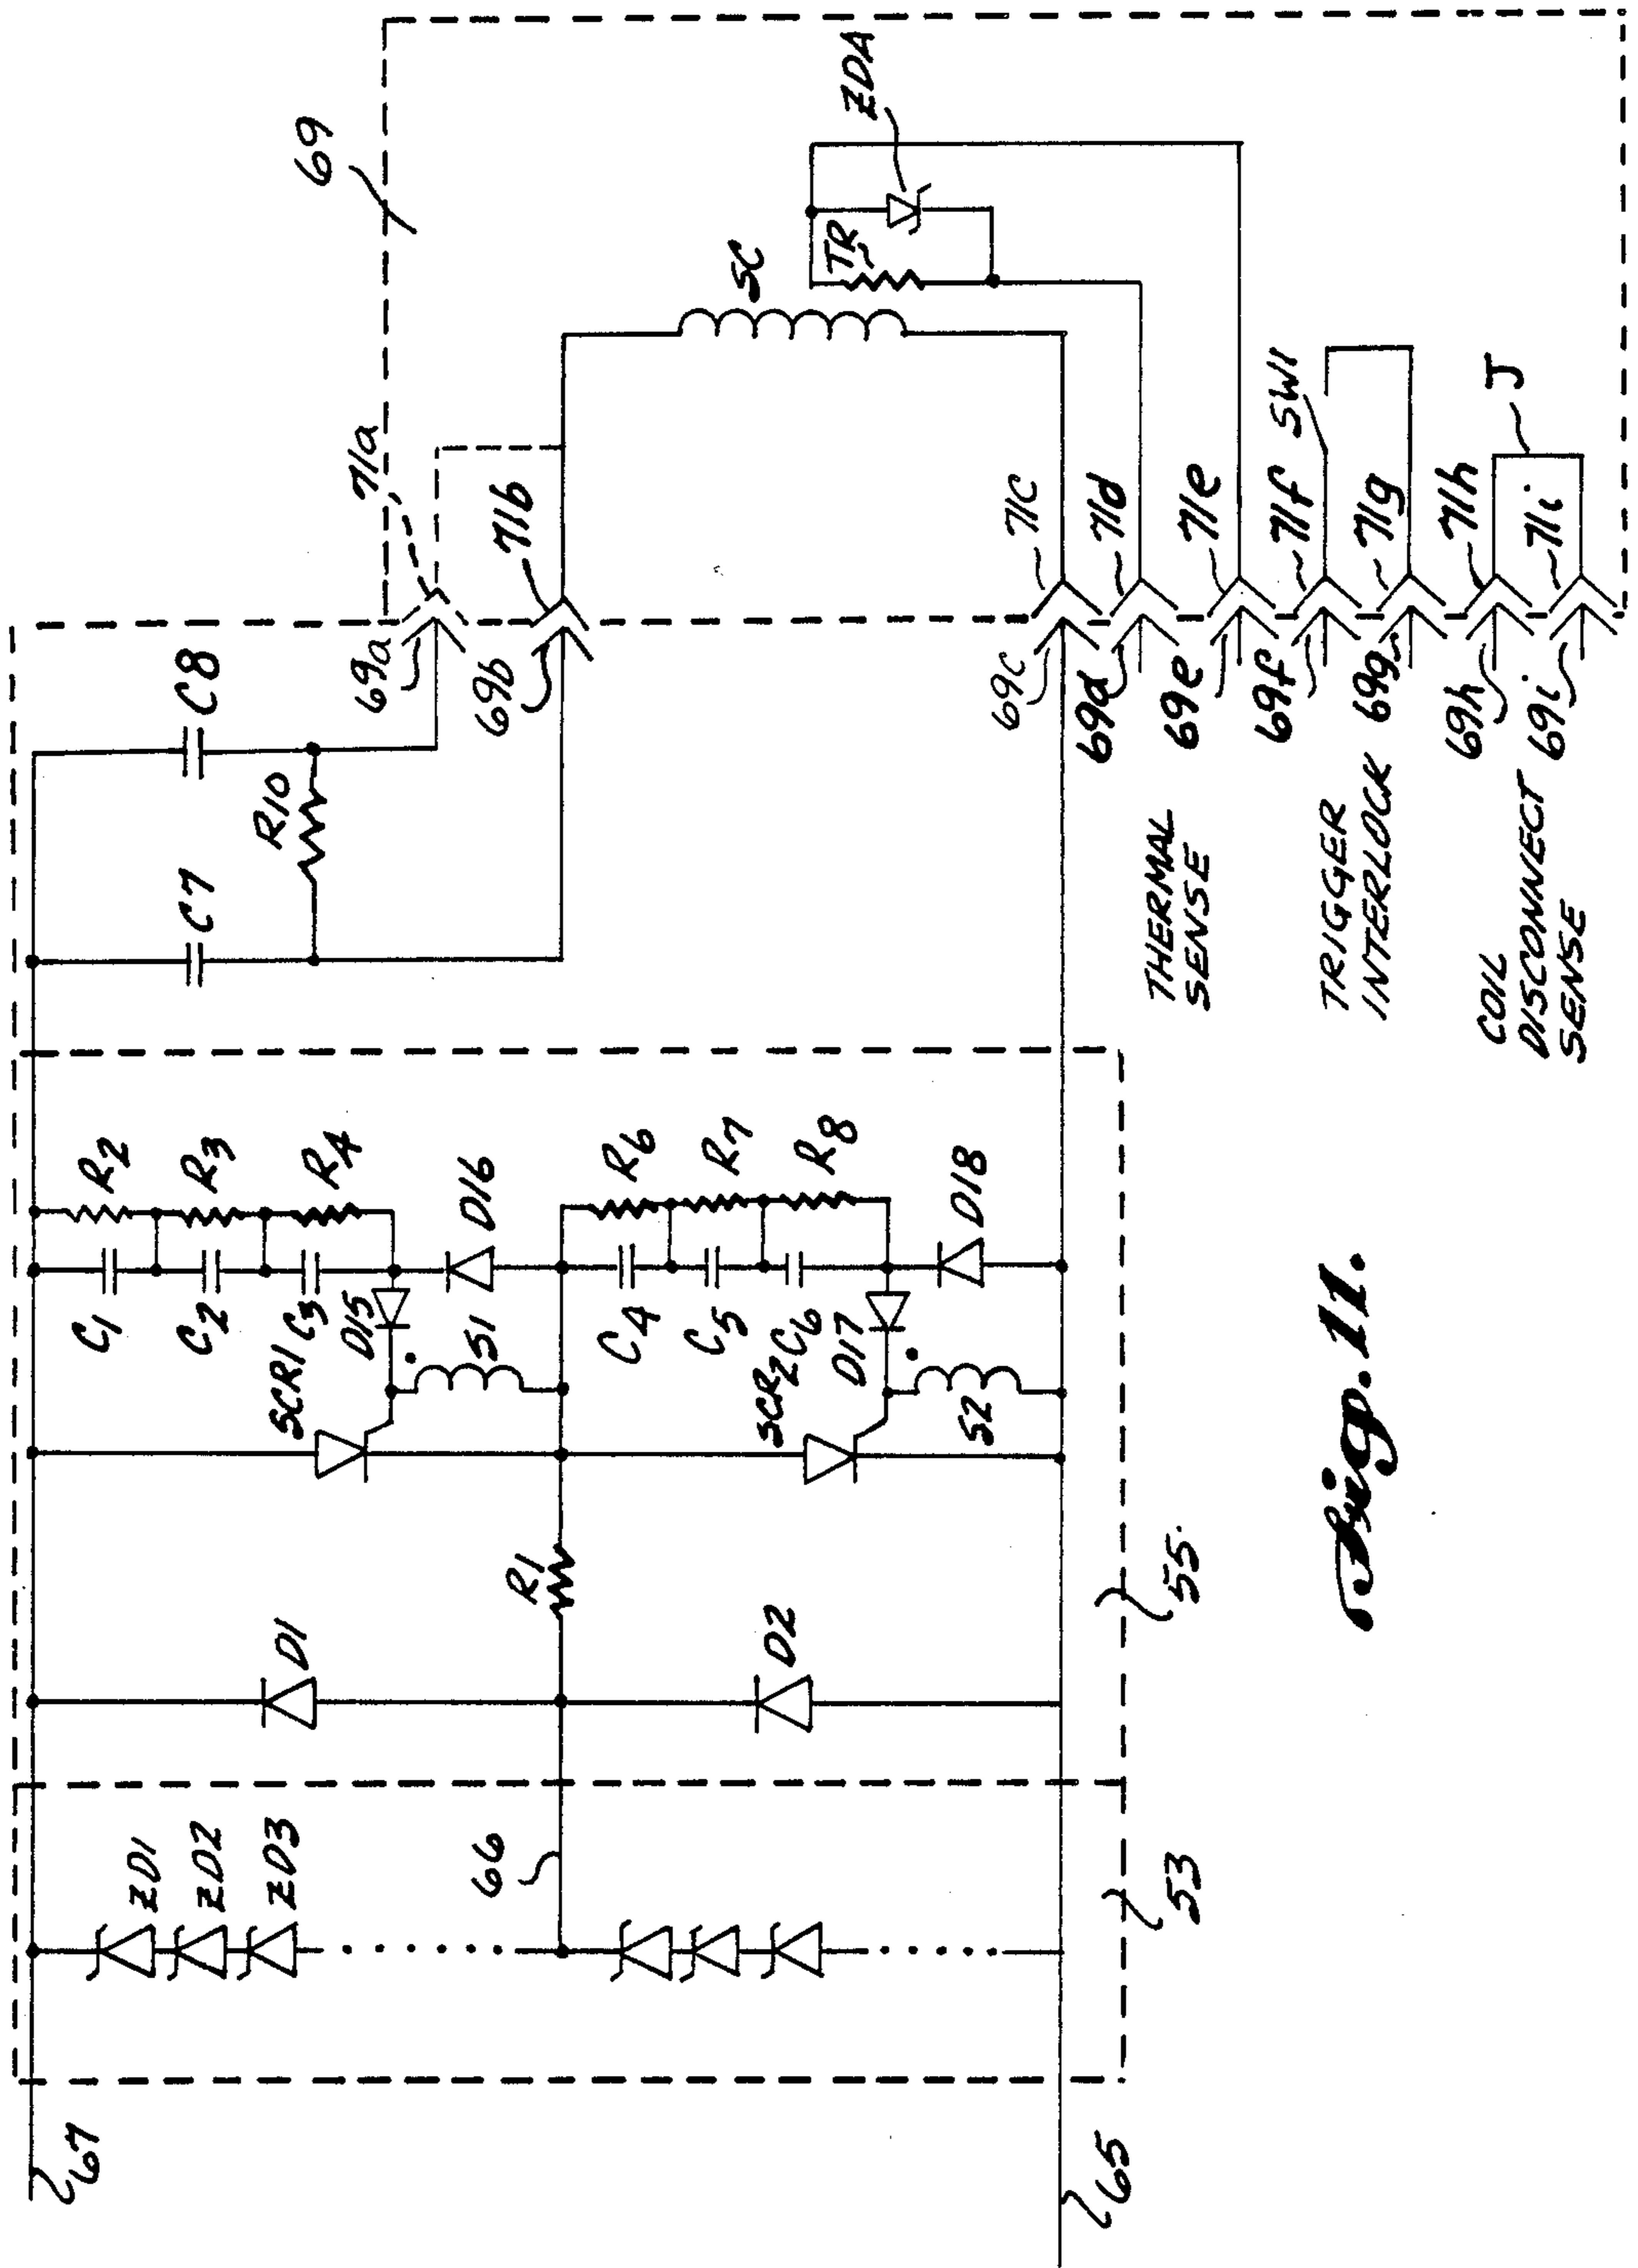 67
65
66
ZD1
ZD2
ZD3
53
D1
D2
R1
55
SCR1
SCR2
C1
C2
C3
D15
S1
R2
R3
R4
D16
C4
C5
C6
D17
S2
R6
R7
R8
D18
C7
C8
R10
69
69a
71a
69b
71b
SC
TR
ZDA
69c
71c
69d
71d
69e
71e
69f
71f
SW1
69g
71g
69h
71h
J
69i
71i
THERMAL
SENSE
TRIGGER
INTERLOCK
COIL
DISCONNECT
SENSE
Fig. 11.